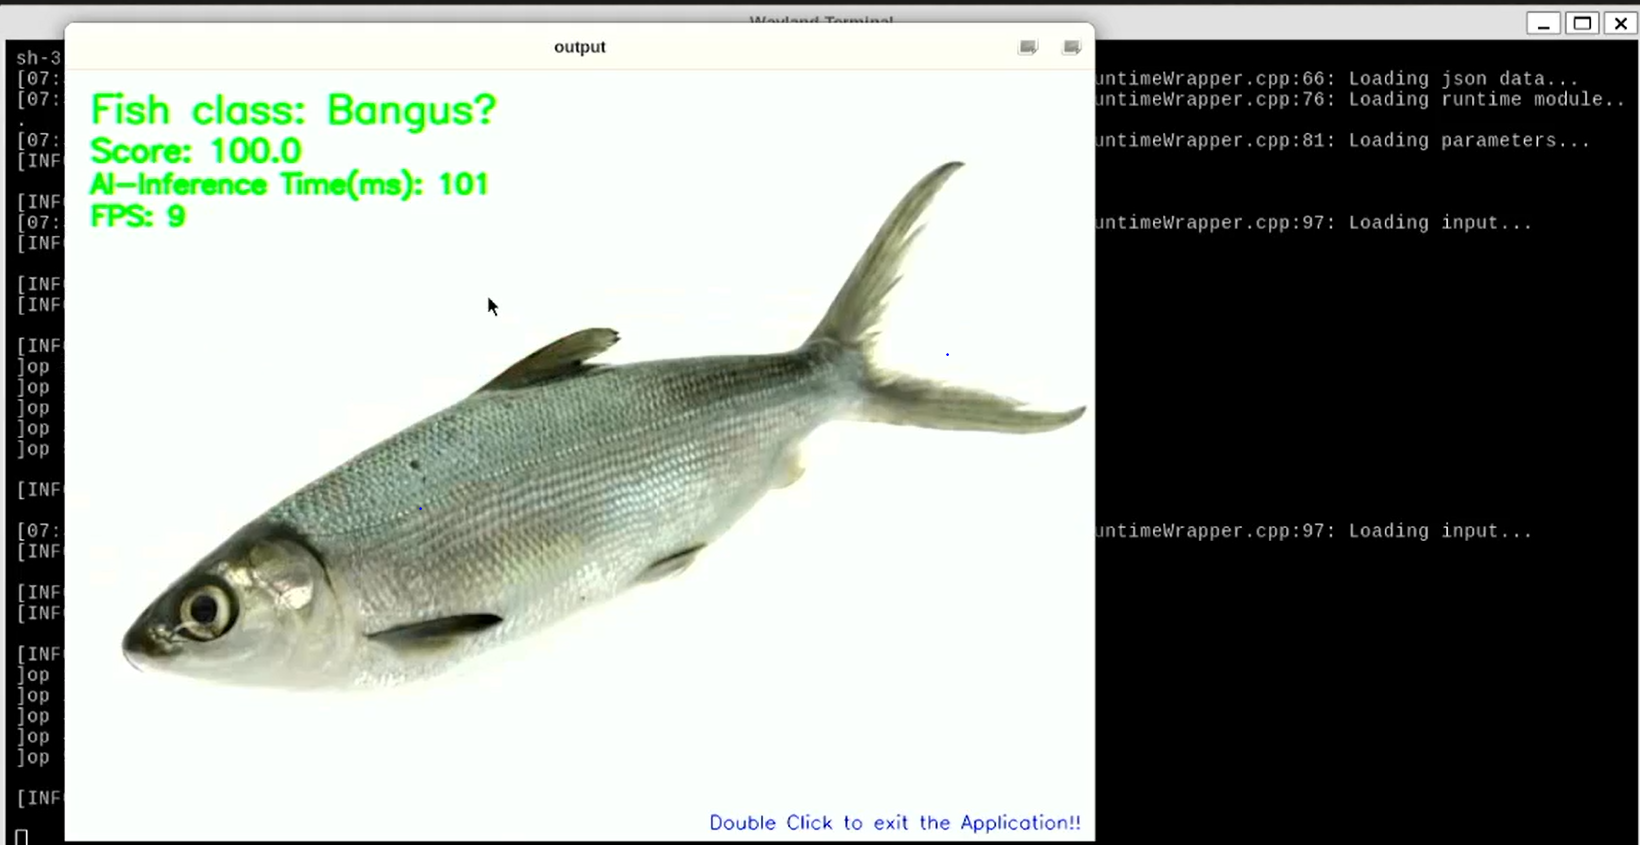 Wayland Terminal
output
sh-3
[07:
untimeWrapper.cpp:66: Loading json data...
[07:
untimeWrapper.cpp:76: Loading runtime module..
.
[07:
untimeWrapper.cpp:81: Loading parameters...
[INF
[INF
[07:
untimeWrapper.cpp:97: Loading input...
[INF
[INF
[INF
[INF
]op
]op
]op
]op
]op
[INF
[07:
untimeWrapper.cpp:97: Loading input...
[INF
[INF
[INF
[INF
]op
]op
]op
]op
]op
[INF
Fish class: Bangus?
Score: 100.0
AI-Inference Time(ms): 101
FPS: 9
Double Click to exit the Application!!